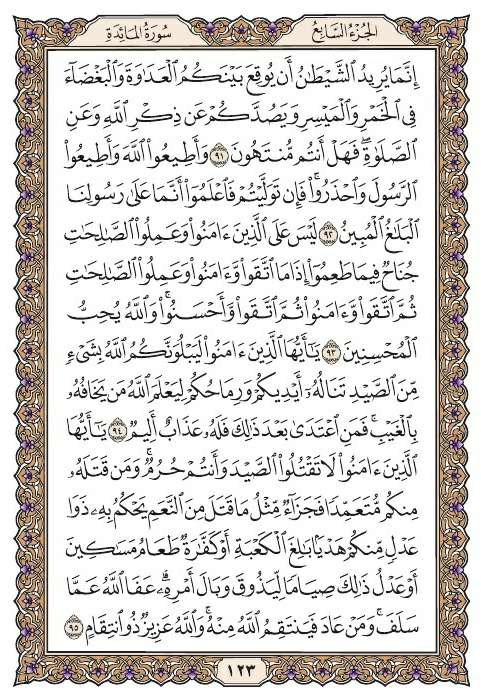 الجزء السابع
سورة المائدة
إِنَّمَا يُرِيدُ الشَّيْطَٰنُ أَن يُوقِعَ بَيْنَكُمُ الْعَدَاوَةَ وَالْبَغْضَآءَ
فِي الْخَمْرِ وَالْمَيْسِرِ وَيَصُدَّكُمْ عَن ذِكْرِ اللَّهِ وَعَنِ
الصَّلَوٰةِ ۖ فَهَلْ أَنتُم مُّنتَهُونَ ٩١ وَأَطِيعُوا اللَّهَ وَأَطِيعُوا
الرَّسُولَ وَاحْذَرُوا ۚ فَإِن تَوَلَّيْتُمْ فَاعْلَمُوٓا أَنَّمَا عَلَىٰ رَسُولِنَا
الْبَلَٰغُ الْمُبِينُ ٩٢ لَيْسَ عَلَى الَّذِينَ ءَامَنُوا وَعَمِلُوا الصَّٰلِحَٰتِ
جُنَاحٌ فِيمَا طَعِمُوٓا إِذَا مَا اتَّقَوا وَّءَامَنُوا وَعَمِلُوا الصَّٰلِحَٰتِ
ثُمَّ اتَّقَوا وَّءَامَنُوا ثُمَّ اتَّقَوا وَّأَحْسَنُوا ۗ وَاللَّهُ يُحِبُّ
الْمُحْسِنِينَ ٩٣ يَٰٓأَيُّهَا الَّذِينَ ءَامَنُوا لَيَبْلُوَنَّكُمُ اللَّهُ بِشَيْءٍ
مِّنَ الصَّيْدِ تَنَالُهُۥٓ أَيْدِيكُمْ وَرِمَاحُكُمْ لِيَعْلَمَ اللَّهُ مَن يَخَافُهُۥ
بِالْغَيْبِ ۚ فَمَنِ اعْتَدَىٰ بَعْدَ ذَٰلِكَ فَلَهُۥ عَذَابٌ أَلِيمٌ ٩٤ يَٰٓأَيُّهَا
الَّذِينَ ءَامَنُوا لَا تَقْتُلُوا الصَّيْدَ وَأَنتُمْ حُرُمٌ ۚ وَمَن قَتَلَهُۥ
مِنكُم مُّتَعَمِّدًا فَجَزَآءٌ مِّثْلُ مَا قَتَلَ مِنَ النَّعَمِ يَحْكُمُ بِهِۦ ذَوَا
عَدْلٍ مِّنكُمْ هَدْيًا بَٰلِغَ الْكَعْبَةِ أَوْ كَفَّٰرَةٌ طَعَامُ مَسَٰكِينَ
أَوْ عَدْلُ ذَٰلِكَ صِيَامًا لِّيَذُوقَ وَبَالَ أَمْرِهِۦ ۗ عَفَا اللَّهُ عَمَّا
سَلَفَ ۚ وَمَنْ عَادَ فَيَنتَقِمُ اللَّهُ مِنْهُ ۗ وَاللَّهُ عَزِيزٌ ذُو انتِقَامٍ ٩٥
١٢٣